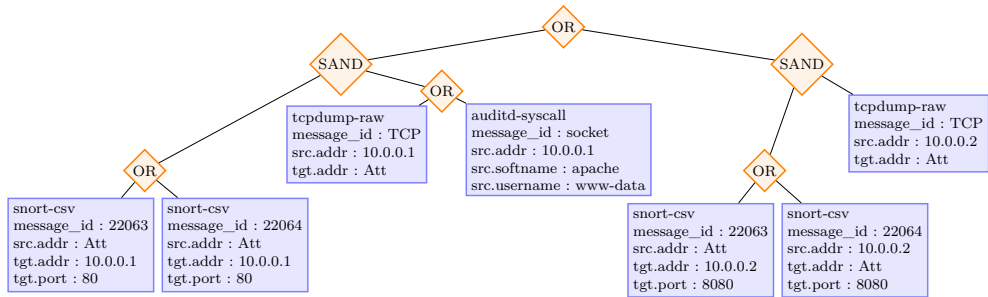 OR
SAND
SAND
OR
tcpdump-raw
message_id : TCP
src.addr : 10.0.0.1
tgt.addr : Att
auditd-syscall
message_id : socket
src.addr : 10.0.0.1
src.softname : apache
src.username : www-data
tcpdump-raw
message_id : TCP
src.addr : 10.0.0.2
tgt.addr : Att
OR
OR
snort-csv
message_id : 22063
src.addr : Att
tgt.addr : 10.0.0.1
tgt.port : 80
snort-csv
message_id : 22064
src.addr : Att
tgt.addr : 10.0.0.1
tgt.port : 80
snort-csv
message_id : 22063
src.addr : Att
tgt.addr : 10.0.0.2
tgt.port : 8080
snort-csv
message_id : 22064
src.addr : 10.0.0.2
tgt.addr : Att
tgt.port : 8080